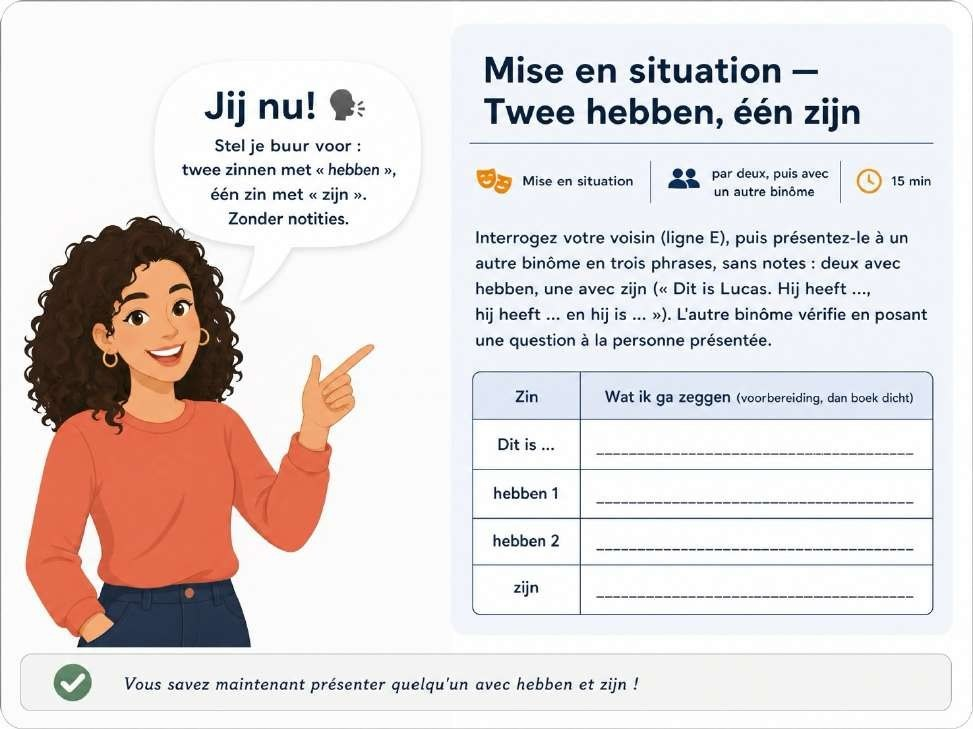 Jij nu!
Stel je buur voor :
twee zinnen met « hebben »,
één zin met « zijn ».
Zonder notities.
Mise en situation —
Twee hebben, één zijn
Mise en situation
par deux, puis avec
un autre binôme
15 min
Interrogez votre voisin (ligne E), puis présentez-le à un
autre binôme en trois phrases, sans notes : deux avec
hebben, une avec zijn (« Dit is Lucas. Hij heeft ...,
hij heeft ... en hij is ... »). L'autre binôme vérifie en posant
une question à la personne présentée.
Zin
Wat ik ga zeggen (voorbereiding, dan boek dicht)
Dit is ...
hebben 1
hebben 2
zijn
Vous savez maintenant présenter quelqu'un avec hebben et zijn !